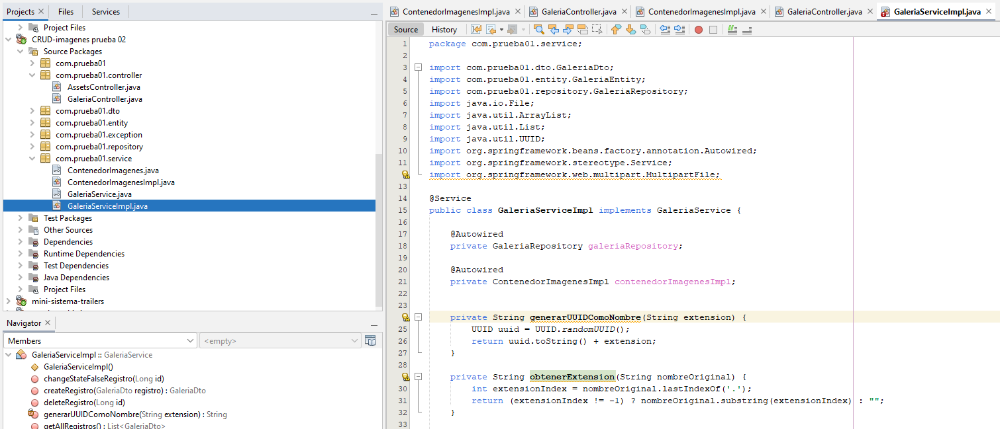 Projects
Files
Services
Project Files
CRUD-imagenes prueba 02
Source Packages
com.prueba01
com.prueba01.controller
AssetsController.java
GaleriaController.java
com.prueba01.dto
com.prueba01.entity
com.prueba01.exception
com.prueba01.repository
com.prueba01.service
ContenedorImagenes.java
ContenedorImagenesImpl.java
GaleriaService.java
GaleriaServiceImpl.java
Test Packages
Other Sources
Dependencies
Runtime Dependencies
Test Dependencies
Java Dependencies
Project Files
mini-sistema-trailers
Navigator
Members
<empty>
GaleriaServiceImpl :: GaleriaService
GaleriaServiceImpl()
changeStateFalseRegistro(Long id)
createRegistro(GaleriaDto registro) : GaleriaDto
deleteRegistro(Long id)
generarUUIDComoNombre(String extension) : String
getAllRegistros() : List<GaleriaDto>
ContenedorImagenesImpl.java
GaleriaController.java
ContenedorImagenesImpl.java
GaleriaController.java
GaleriaServiceImpl.java
Source
History
1 package com.prueba01.service;
2
3 import com.prueba01.dto.GaleriaDto;
4 import com.prueba01.entity.GaleriaEntity;
5 import com.prueba01.repository.GaleriaRepository;
6 import java.io.File;
7 import java.util.ArrayList;
8 import java.util.List;
9 import java.util.UUID;
10 import org.springframework.beans.factory.annotation.Autowired;
11 import org.springframework.stereotype.Service;
import org.springframework.web.multipart.MultipartFile;
13
14 @Service
15 public class GaleriaServiceImpl implements GaleriaService {
16
17 @Autowired
18 private GaleriaRepository galeriaRepository;
19
20 @Autowired
21 private ContenedorImagenesImpl contenedorImagenesImpl;
22
23
private String generarUUIDComoNombre(String extension) {
25 UUID uuid = UUID.randomUUID();
26 return uuid.toString() + extension;
27 }
28
private String obtenerExtension(String nombreOriginal) {
30 int extensionIndex = nombreOriginal.lastIndexOf('.');
31 return (extensionIndex != -1) ? nombreOriginal.substring(extensionIndex) : "";
32 }
33